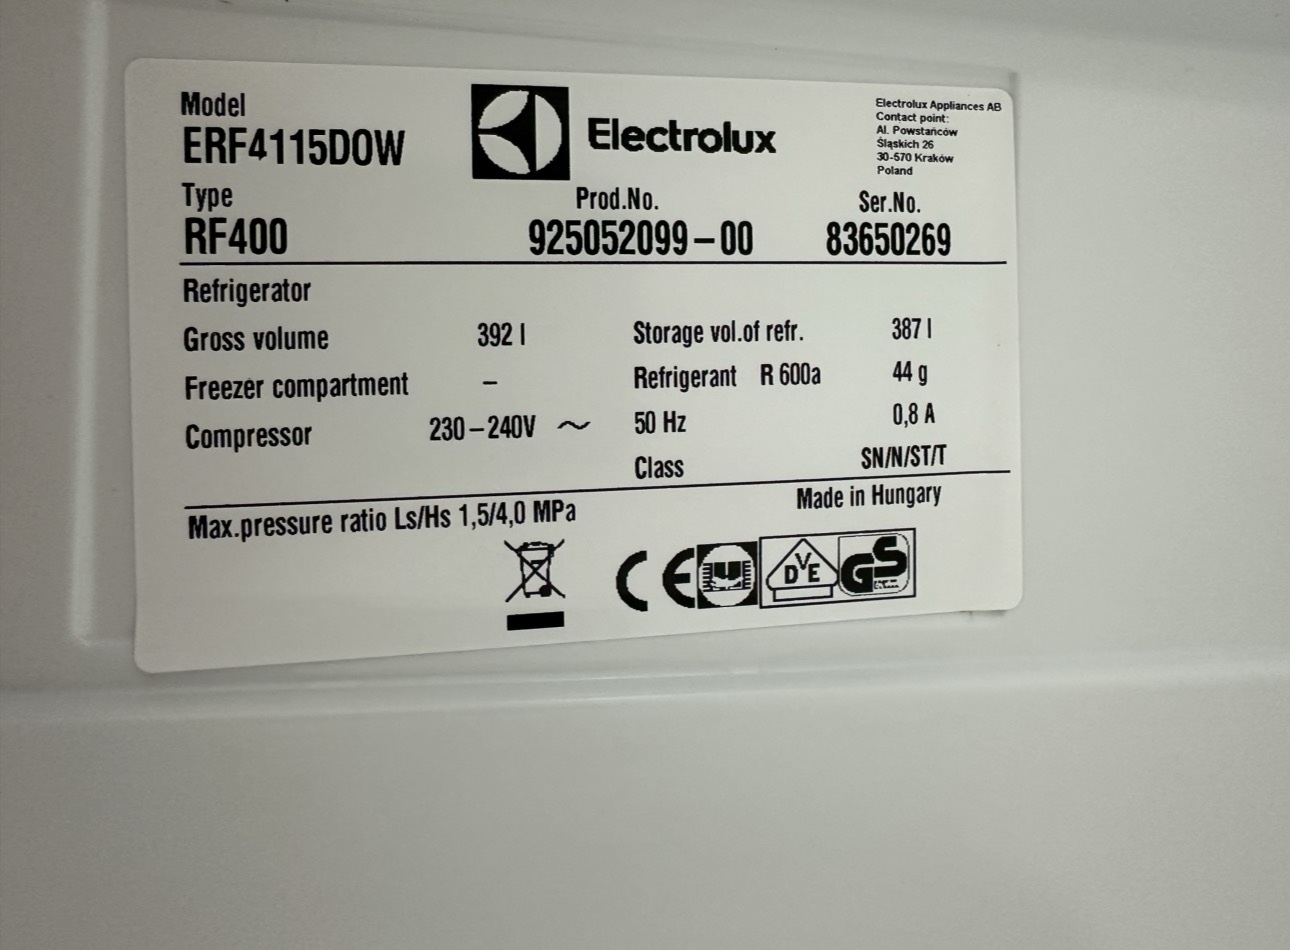 Model
ERF4115DOW
Electrolux
Electrolux Appliances AB
Contact point:
Al. Powstańców
Śląskich 26
30-570 Kraków
Poland
Type
RF400
Prod.No.
925052099–00
Ser.No.
83650269
Refrigerator
Gross volume 392 l
Storage vol.of refr. 387 l
Freezer compartment –
Refrigerant R 600a 44 g
Compressor 230–240V ~ 50 Hz 0,8 A
Class SN/N/ST/T
Max.pressure ratio Ls/Hs 1,5/4,0 MPa
Made in Hungary
CE
DVE
GS